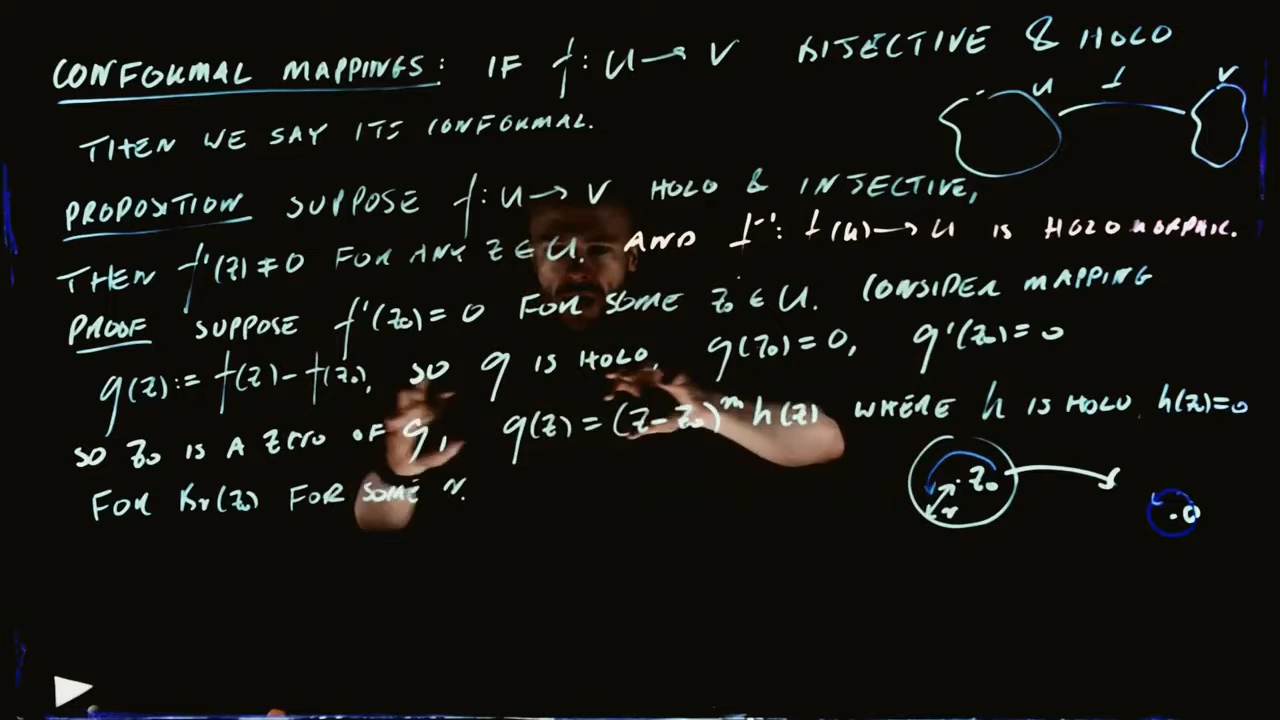 CONFORMAL MAPPINGS: IF f: U → V BIJECTIVE & HOLO
U f V
THEN WE SAY ITS CONFORMAL.
PROPOSITION SUPPOSE f: U → V HOLO & INJECTIVE,
THEN f'(z) ≠ 0 FOR ANY z ∈ U. AND f⁻¹: f(U) → U IS HOLOMORPHIC.
PROOF SUPPOSE f'(z₀) = 0 FOR SOME z₀ ∈ U. CONSIDER MAPPING
g(z) := f(z) - f(z₀), SO g IS HOLO, g(z₀) = 0, g'(z₀) = 0
SO z₀ IS A ZERO OF g, g(z) = (z - z₀)ᵐ h(z) WHERE h IS HOLO, h(z) = 0
FOR Br(z₀) FOR SOME r.
z₀ r 0